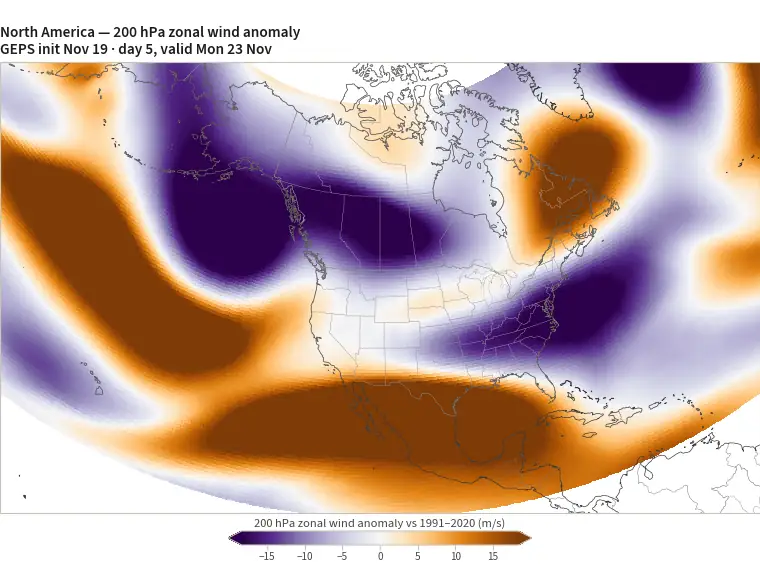 North America — 200 hPa zonal wind anomaly
GEPS init Nov 19 · day 5, valid Mon 23 Nov
200 hPa zonal wind anomaly vs 1991–2020 (m/s)
−15 −10 −5 0 5 10 15